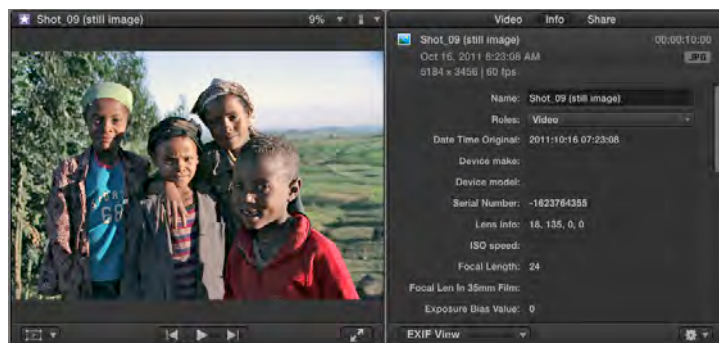 Shot_09 (still image)
9%
Video Info Share
Shot_09 (still image) 00:00:10:00
Oct 16, 2011 8:23:08 AM JPG
5184 x 3456 | 60 fps
Name: Shot_09 (still image)
Roles: Video
Date Time Original: 2011:10:16 07:23:08
Device make:
Device model:
Serial Number: -1623764355
Lens Info: 18, 135, 0, 0
ISO speed:
Focal Length: 24
Focal Len In 35mm Film:
Exposure Bias Value: 0
EXIF View
SPORT
68